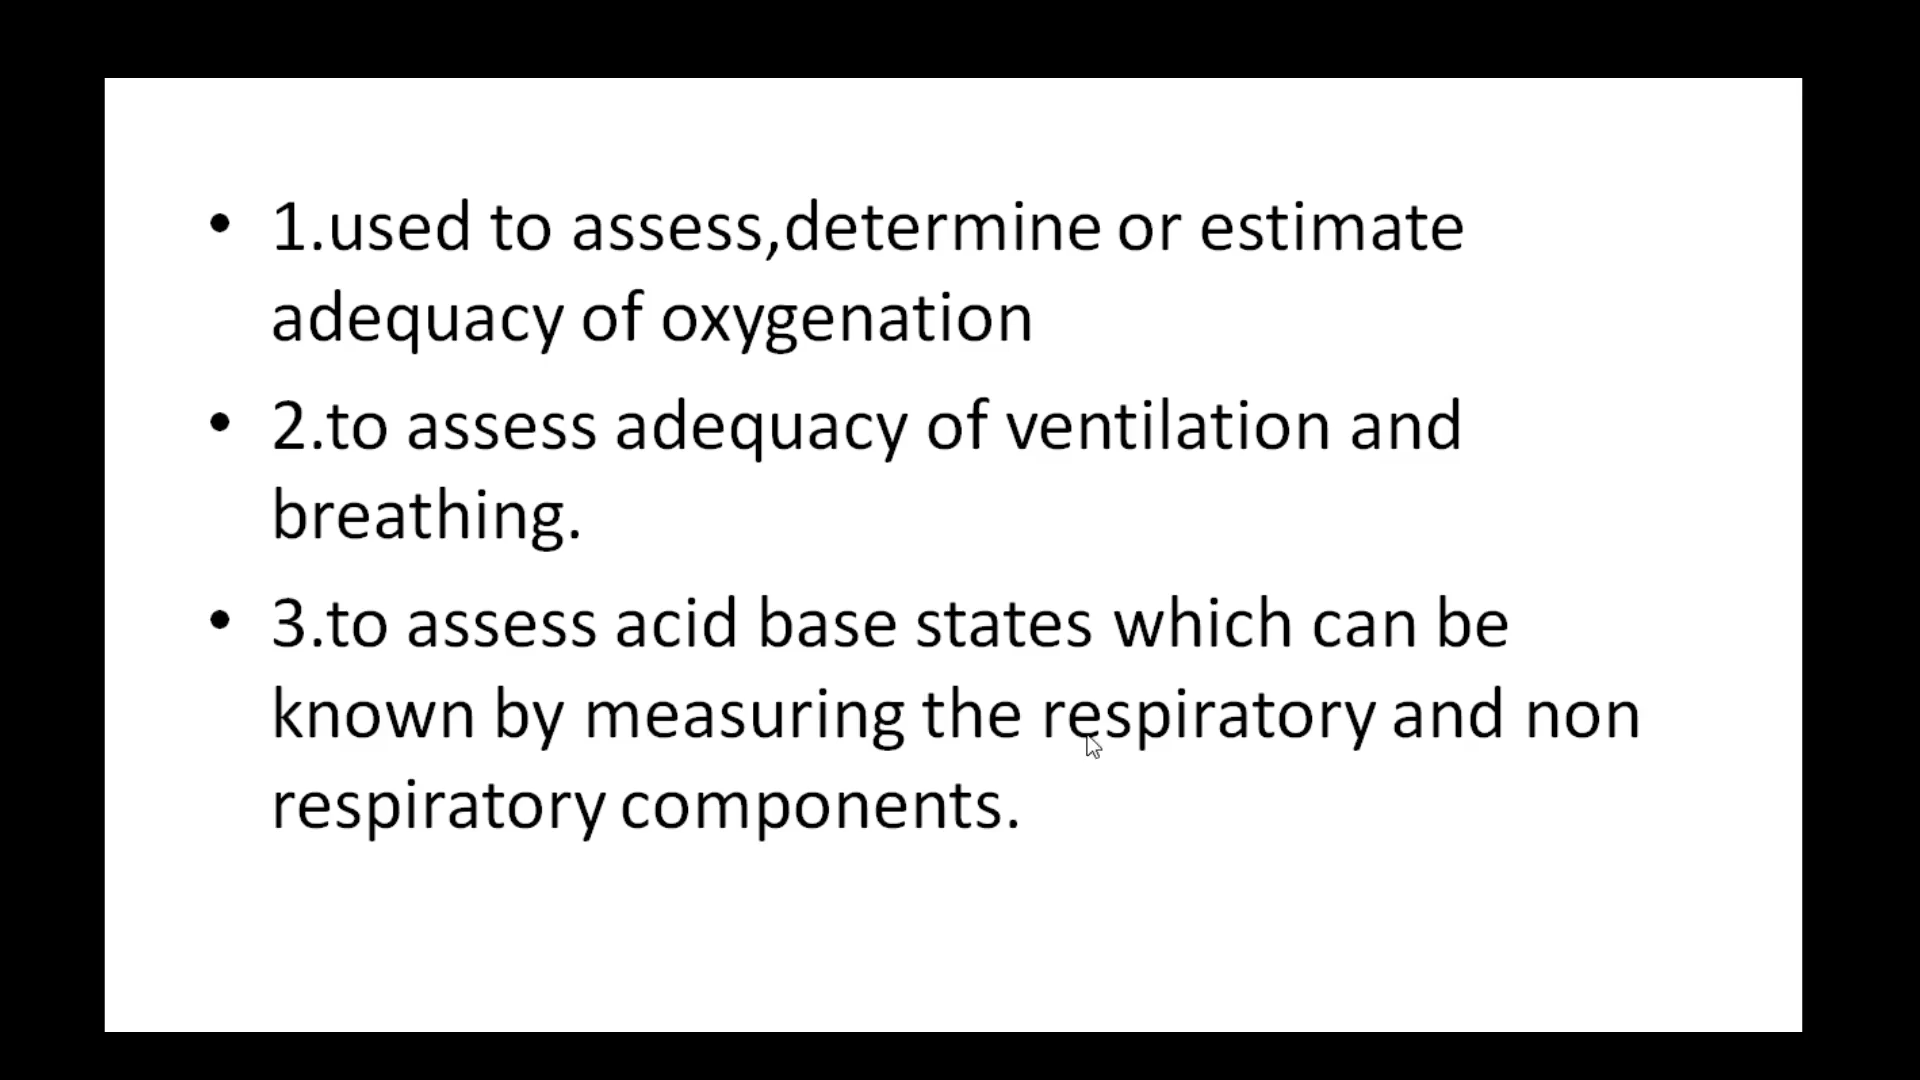 • 1.used to assess,determine or estimate
adequacy of oxygenation
• 2.to assess adequacy of ventilation and
breathing.
• 3.to assess acid base states which can be
known by measuring the respiratory and non
respiratory components.